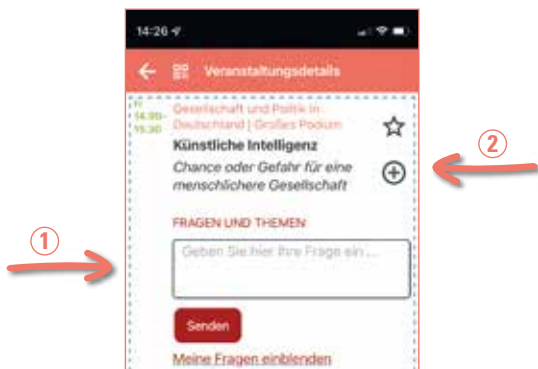 14:26
Veranstaltungsdetails
Fr
14.00-
15.30
Gesellschaft und Politik in
Deutschland | Großes Podium
Künstliche Intelligenz
Chance oder Gefahr für eine
menschlichere Gesellschaft
FRAGEN UND THEMEN
Geben Sie hier Ihre Frage ein ...
Senden
Meine Fragen einblenden
1
2